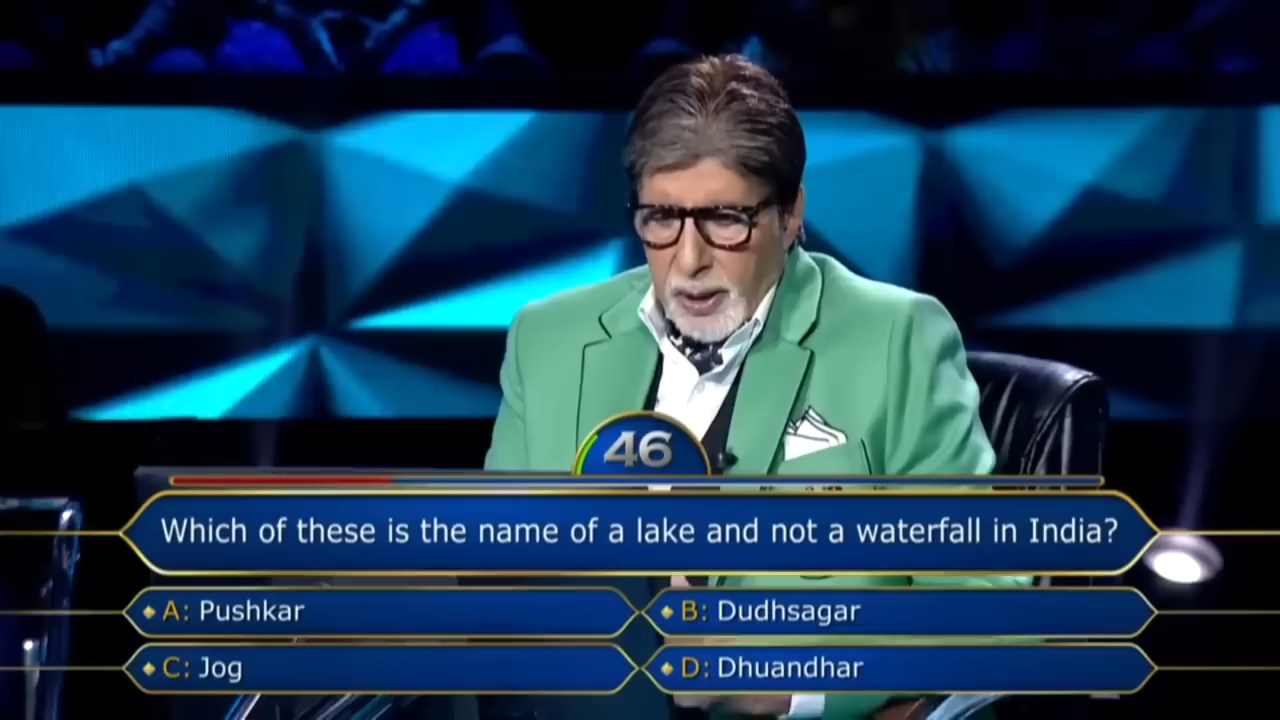 46
Which of these is the name of a lake and not a waterfall in India?
A: Pushkar
B: Dudhsagar
C: Jog
D: Dhuandhar